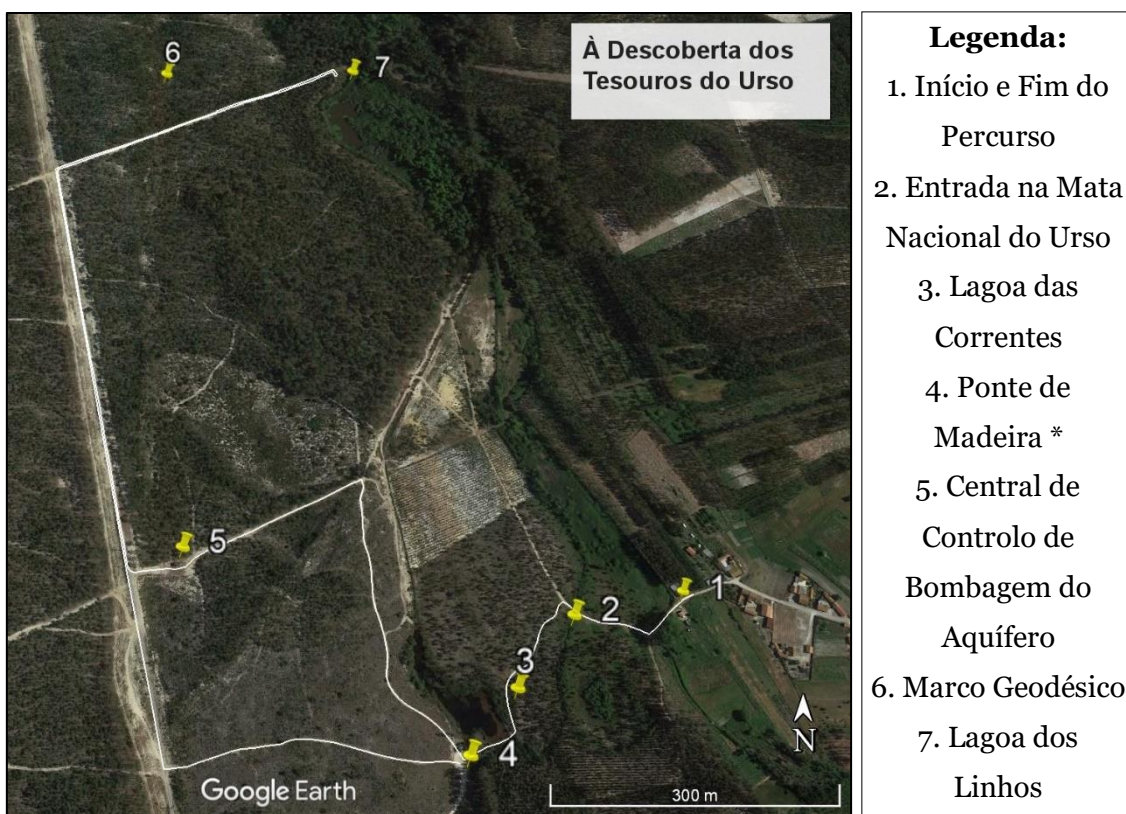 À Descoberta dos
Tesouros do Urso
6
7
5
1
2
3
4
N
Google Earth
300 m
Legenda:
1. Início e Fim do
Percurso
2. Entrada na Mata
Nacional do Urso
3. Lagoa das
Correntes
4. Ponte de
Madeira *
5. Central de
Controlo de
Bombagem do
Aquífero
6. Marco Geodésico
7. Lagoa dos
Linhos